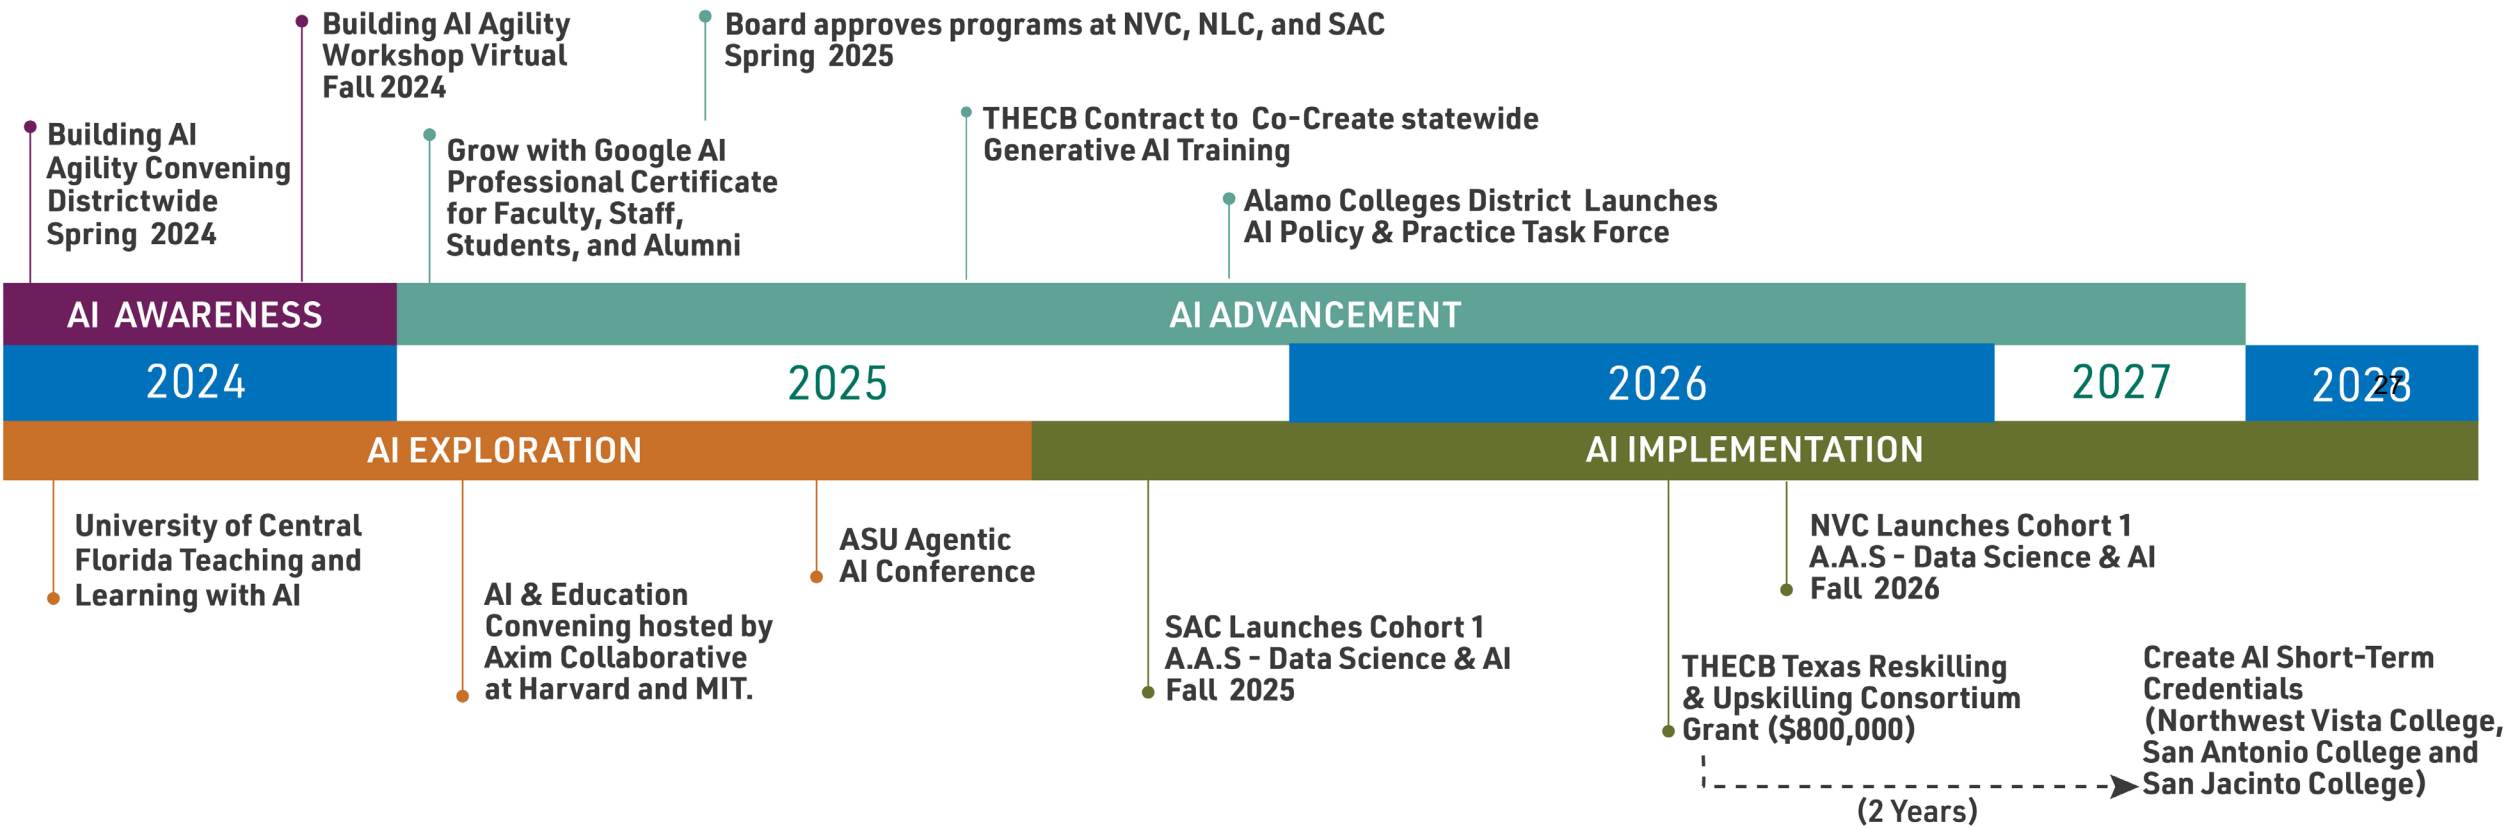 Building AI Agility
Workshop Virtual
Fall 2024
Board approves programs at NVC, NLC, and SAC
Spring 2025
Building AI
Agility Convening
Districtwide
Spring 2024
Grow with Google AI
Professional Certificate
for Faculty, Staff,
Students, and Alumni
THECB Contract to Co-Create statewide
Generative AI Training
Alamo Colleges District Launches
AI Policy & Practice Task Force
AI AWARENESS
AI ADVANCEMENT
2024
2025
2026
2027
2028
27
AI EXPLORATION
AI IMPLEMENTATION
University of Central
Florida Teaching and
Learning with AI
AI & Education
Convening hosted by
Axim Collaborative
at Harvard and MIT.
ASU Agentic
AI Conference
SAC Launches Cohort 1
A.A.S - Data Science & AI
Fall 2025
NVC Launches Cohort 1
A.A.S - Data Science & AI
Fall 2026
THECB Texas Reskilling
& Upskilling Consortium
Grant ($800,000)
(2 Years)
Create AI Short-Term
Credentials
(Northwest Vista College,
San Antonio College and
San Jacinto College)